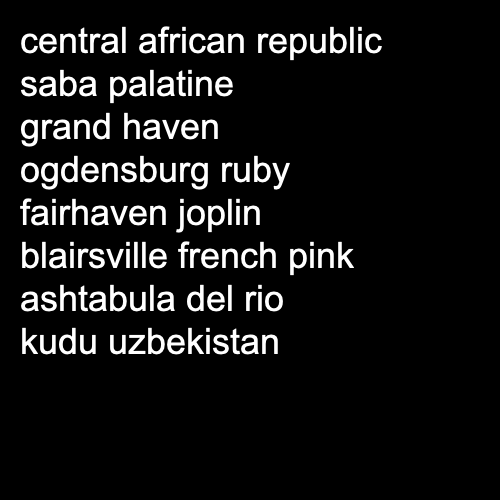 central african republic
saba palatine
grand haven
ogdensburg ruby
fairhaven joplin
blairsville french pink
ashtabula del rio
kudu uzbekistan